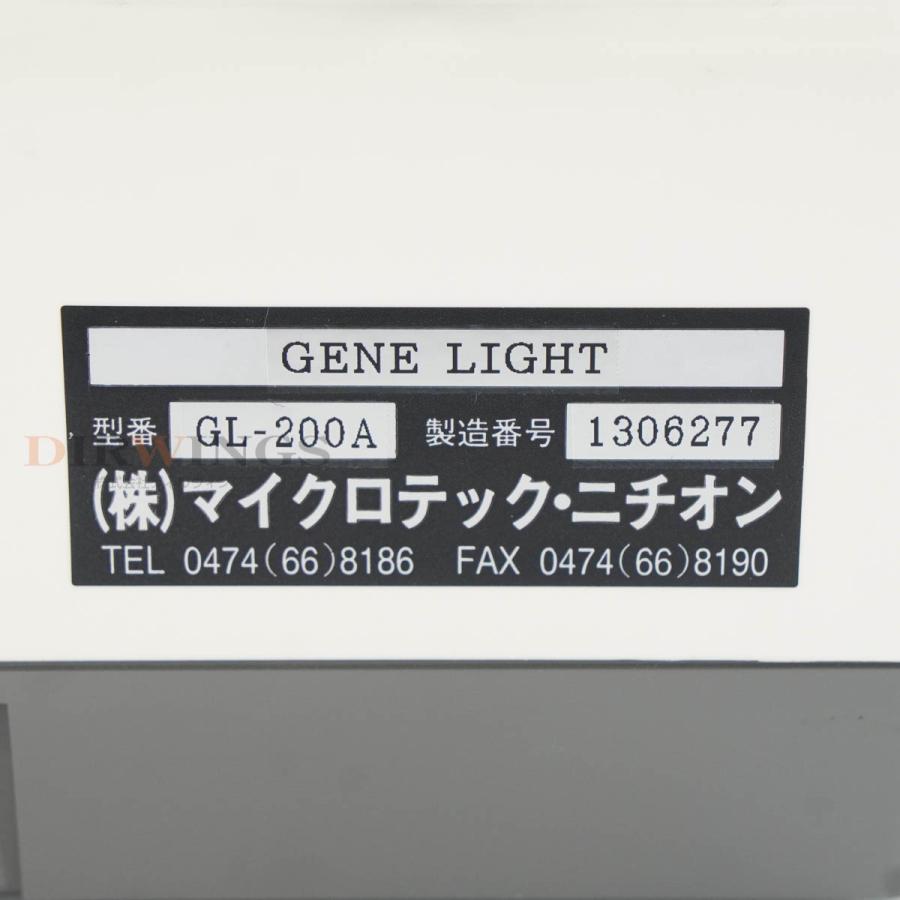 GENE LIGHT
型番 GL-200A 製造番号 1306277
D'IRWINGS
(株)マイクロテック・ニチオン
TEL 0474(66)8186 FAX 0474(66)8190